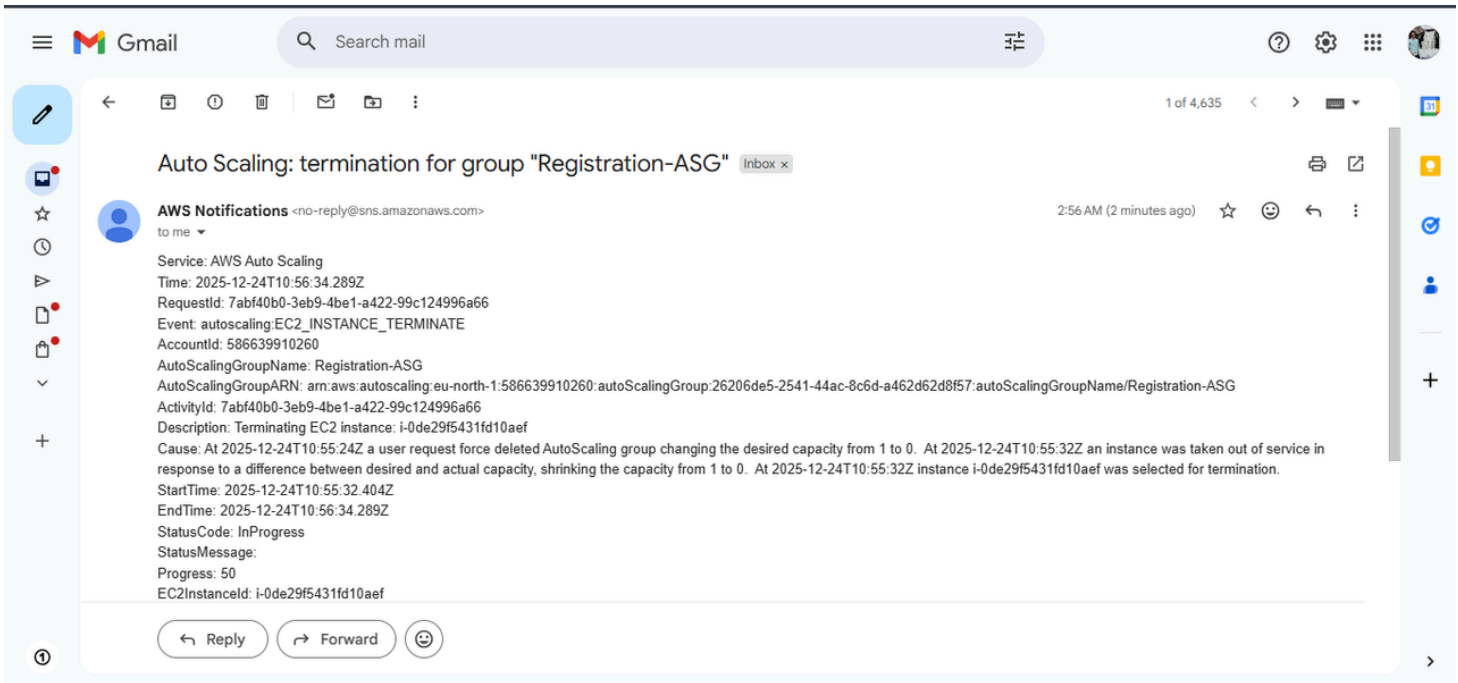 Gmail
Search mail
1 of 4,635
31
Auto Scaling: termination for group "Registration-ASG" Inbox x
AWS Notifications <no-reply@sns.amazonaws.com>
2:56 AM (2 minutes ago)
to me
Service: AWS Auto Scaling
Time: 2025-12-24T10:56:34.289Z
RequestId: 7abf40b0-3eb9-4be1-a422-99c124996a66
Event: autoscaling:EC2_INSTANCE_TERMINATE
AccountId: 586639910260
AutoScalingGroupName: Registration-ASG
AutoScalingGroupARN: arn:aws:autoscaling:eu-north-1:586639910260:autoScalingGroup:26206de5-2541-44ac-8c6d-a462d62d8f57:autoScalingGroupName/Registration-ASG
ActivityId: 7abf40b0-3eb9-4be1-a422-99c124996a66
Description: Terminating EC2 instance: i-0de29f5431fd10aef
Cause: At 2025-12-24T10:55:24Z a user request force deleted AutoScaling group changing the desired capacity from 1 to 0.  At 2025-12-24T10:55:32Z an instance was taken out of service in
response to a difference between desired and actual capacity, shrinking the capacity from 1 to 0.  At 2025-12-24T10:55:32Z instance i-0de29f5431fd10aef was selected for termination.
StartTime: 2025-12-24T10:55:32.404Z
EndTime: 2025-12-24T10:56:34.289Z
StatusCode: InProgress
StatusMessage:
Progress: 50
EC2InstanceId: i-0de29f5431fd10aef
Reply
Forward
1